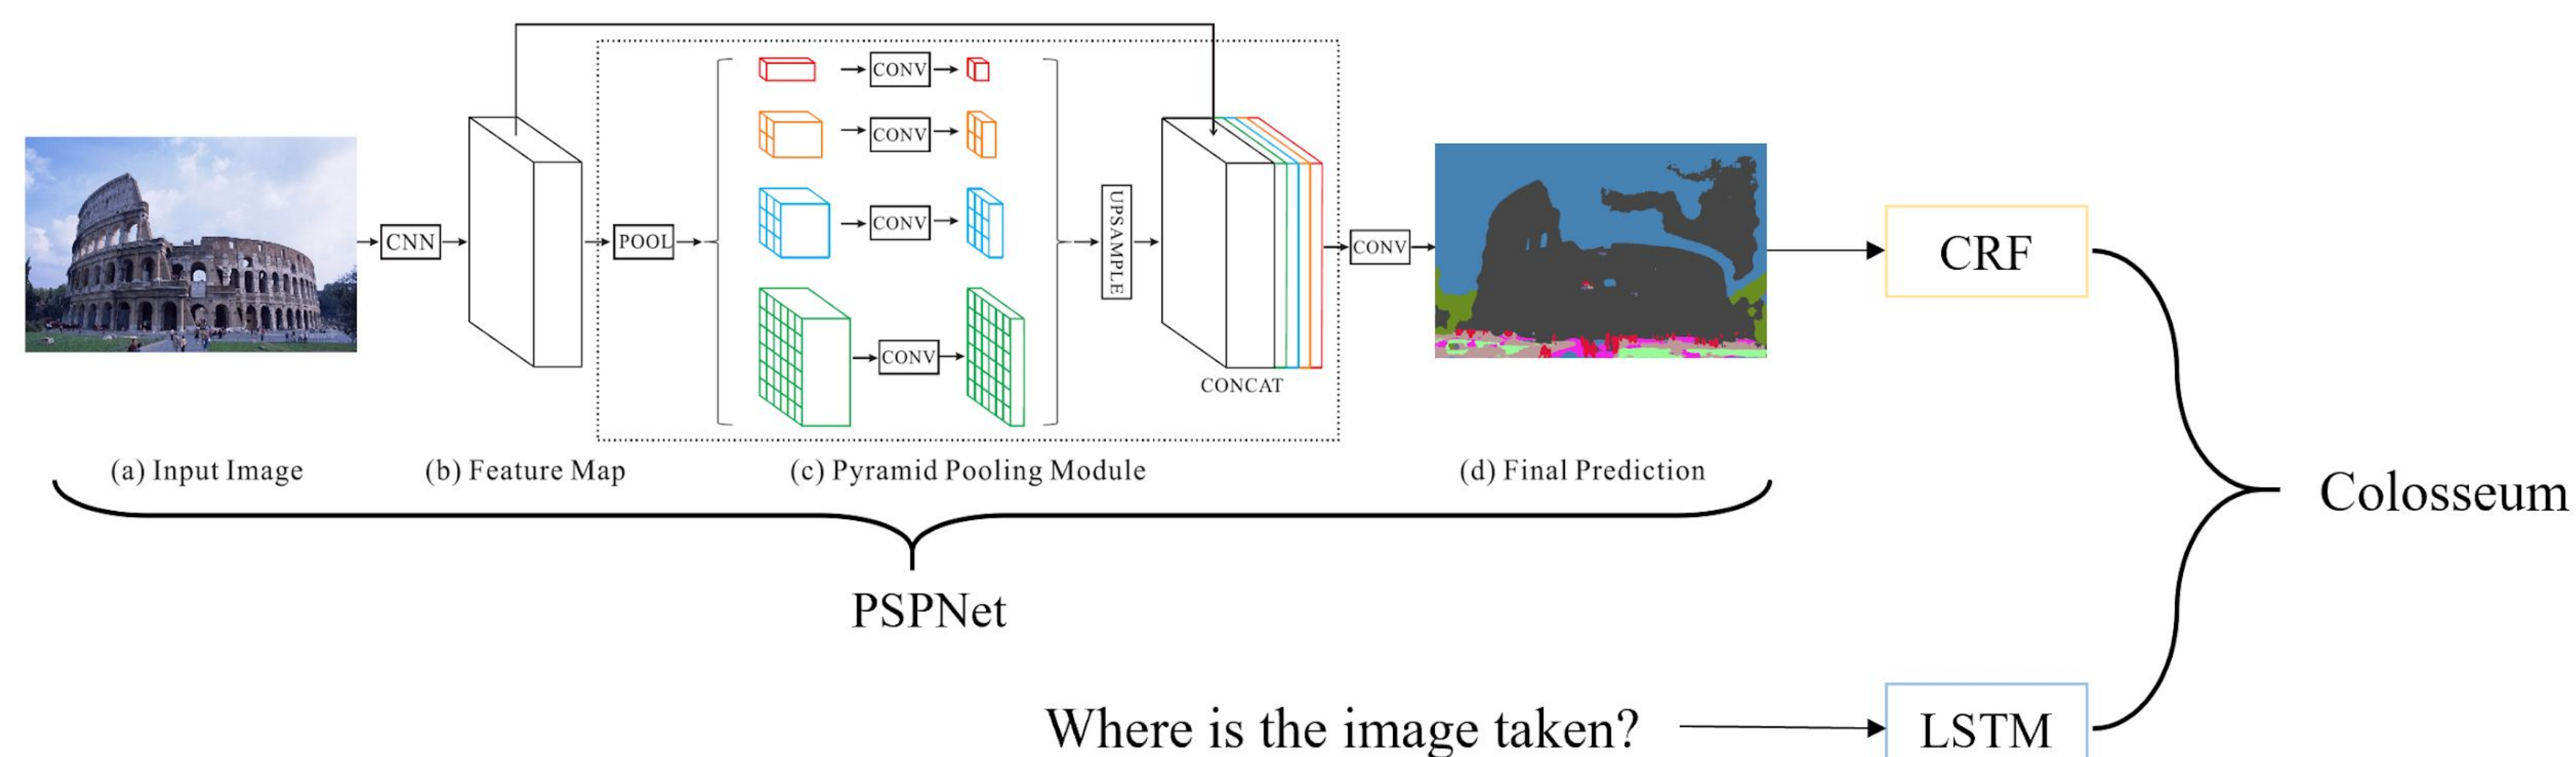 CNN
POOL
CONV
CONV
CONV
CONV
UPSAMPLE
CONCAT
CONV
(a) Input Image
(b) Feature Map
(c) Pyramid Pooling Module
(d) Final Prediction
PSPNet
CRF
Where is the image taken?
LSTM
Colosseum